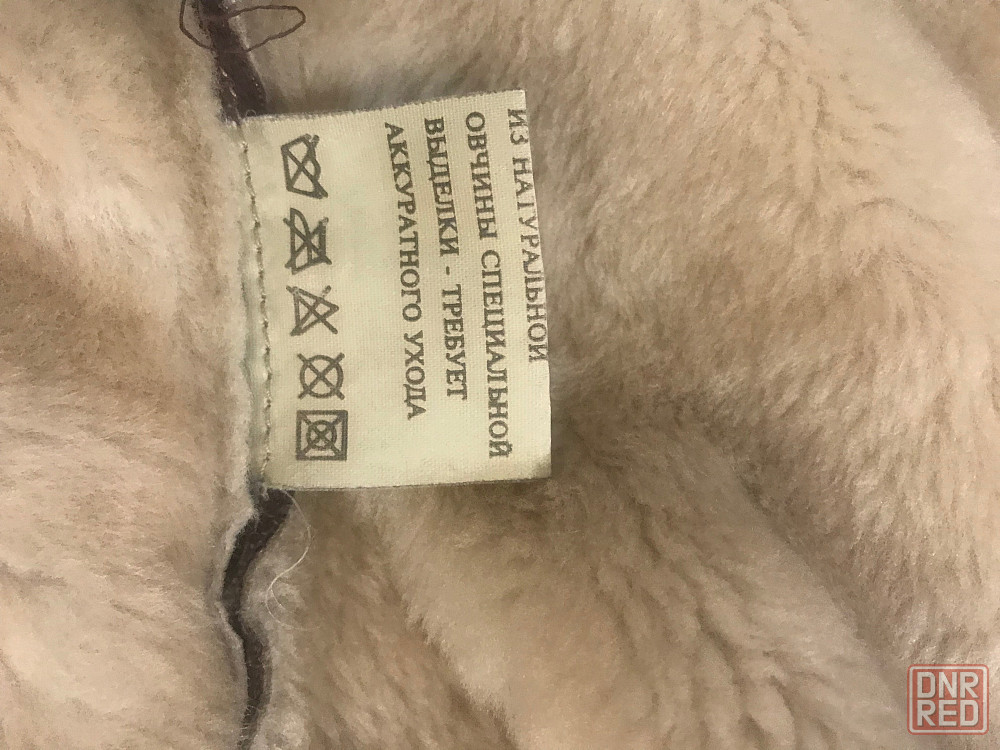 ИЗ НАТУРАЛЬНОЙ
ОВЧИНЫ СПЕЦИАЛЬНОЙ
ВЫДЕЛКИ - ТРЕБУЕТ
АККУРАТНОГО УХОДА
DNR
RED